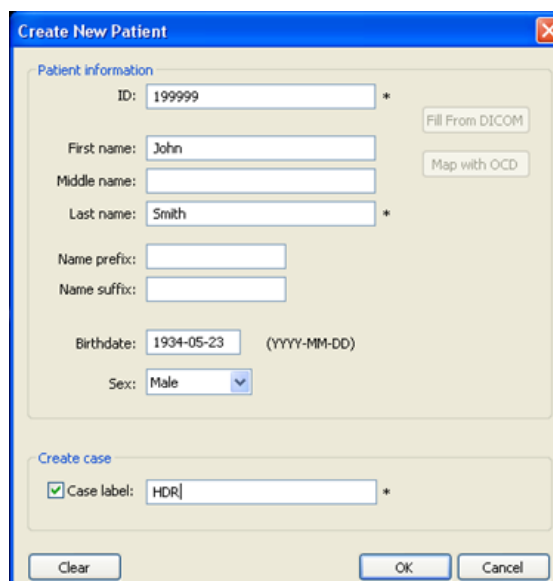 Create New Patient
Patient information
ID: 199999 *
Fill From DICOM
First name: John
Map with OCD
Middle name:
Last name: Smith *
Name prefix:
Name suffix:
Birthdate: 1934-05-23 (YYYY-MM-DD)
Sex: Male
Create case
Case label: HDR *
Clear OK Cancel